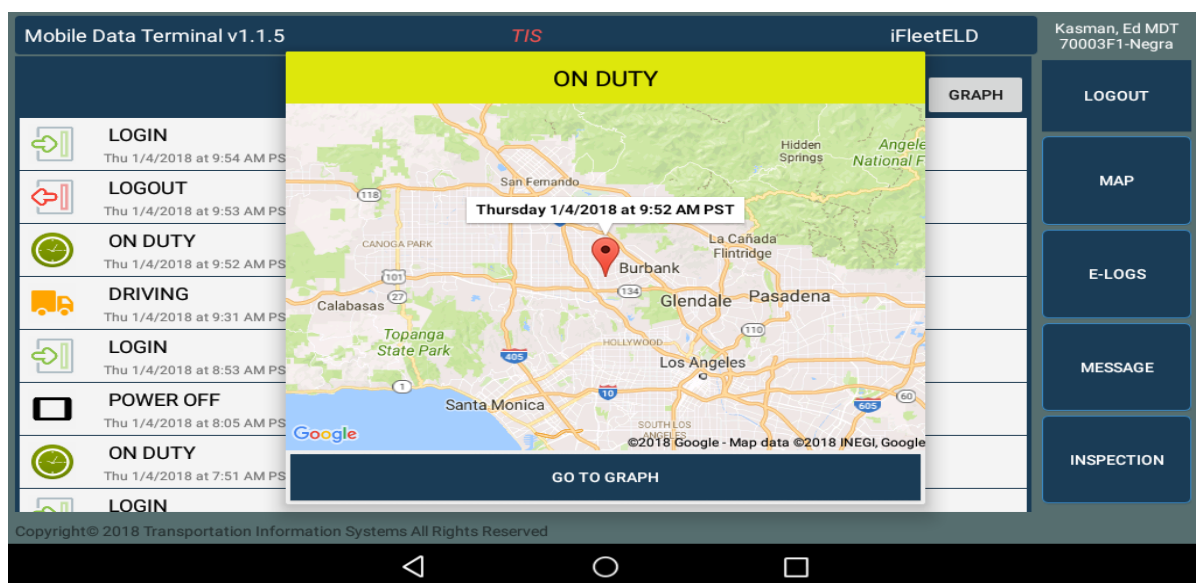 Mobile Data Terminal v1.1.5
TIS
iFleetELD
Kasman, Ed MDT
70003F1-Negra
GRAPH
LOGIN
Thu 1/4/2018 at 9:54 AM PS
LOGOUT
Thu 1/4/2018 at 9:53 AM PS
ON DUTY
Thu 1/4/2018 at 9:52 AM PS
DRIVING
Thu 1/4/2018 at 9:31 AM PS
LOGIN
Thu 1/4/2018 at 8:53 AM PS
POWER OFF
Thu 1/4/2018 at 8:05 AM PS
ON DUTY
Thu 1/4/2018 at 7:51 AM PS
LOGIN
ON DUTY
Hidden
Springs
Angele
National F
San Fernando
118
Thursday 1/4/2018 at 9:52 AM PST
CANOGA PARK
La Cañada
Flintridge
Burbank
101
27
134
Calabasas
Glendale
Pasadena
Topanga
State Park
110
HOLLYWOOD
405
Los Angeles
1
10
Santa Monica
60
605
SOUTH LOS
ANGELES
Google
©2018 Google - Map data ©2018 INEGI, Google
GO TO GRAPH
LOGOUT
MAP
E-LOGS
MESSAGE
INSPECTION
Copyright© 2018 Transportation Information Systems All Rights Reserved